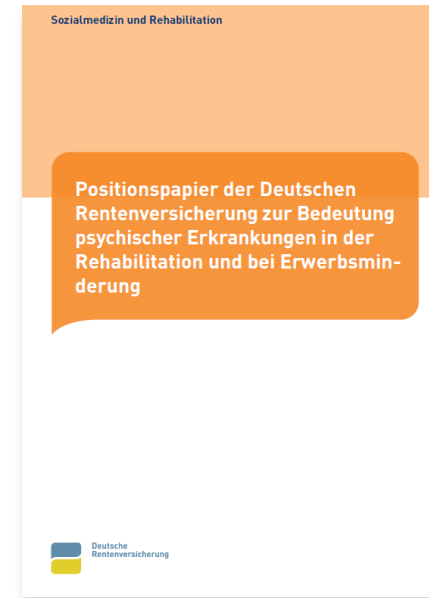 Sozialmedizin und Rehabilitation
Positionspapier der Deutschen
Rentenversicherung zur Bedeutung
psychischer Erkrankungen in der
Rehabilitation und bei Erwerbsmin-
derung
Deutsche
Rentenversicherung